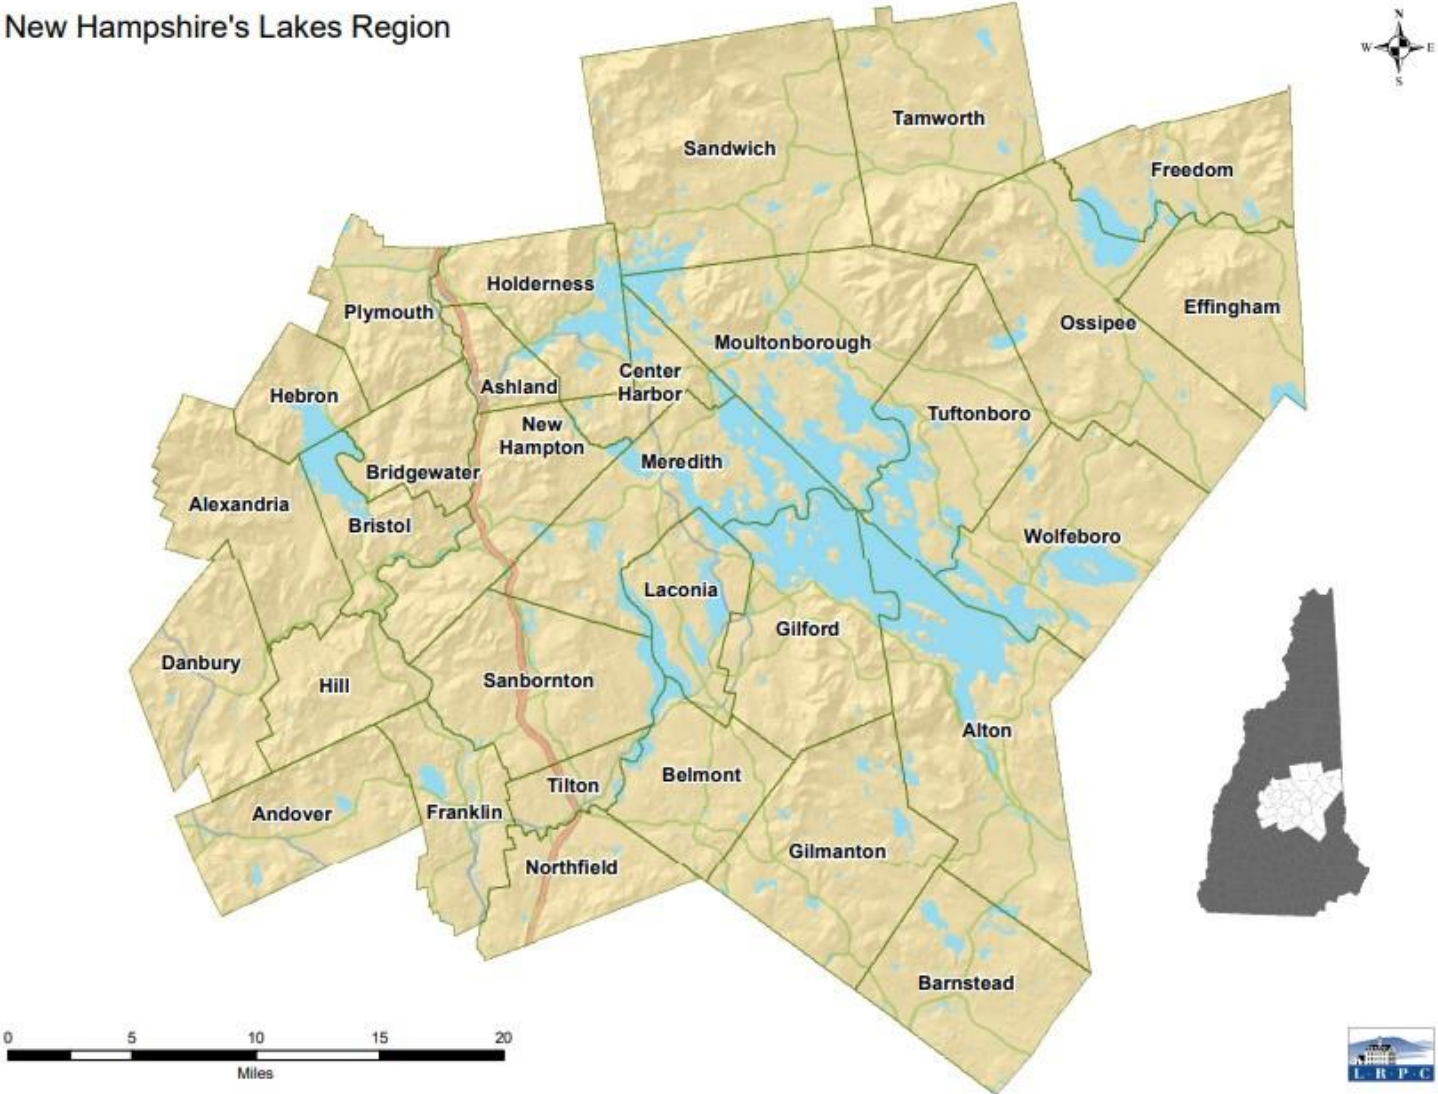 New Hampshire's Lakes Region
N
W E
S
Tamworth
Sandwich
Freedom
Holderness
Plymouth
Effingham
Ossipee
Moultonborough
Center
Harbor
Ashland
Hebron
Tuftonboro
New
Hampton
Meredith
Bridgewater
Alexandria
Bristol
Wolfeboro
Laconia
Gilford
Danbury
Hill
Sanbornton
Alton
Belmont
Tilton
Andover
Franklin
Gilmanton
Northfield
Barnstead
0 5 10 15 20
Miles
L·R·P·C